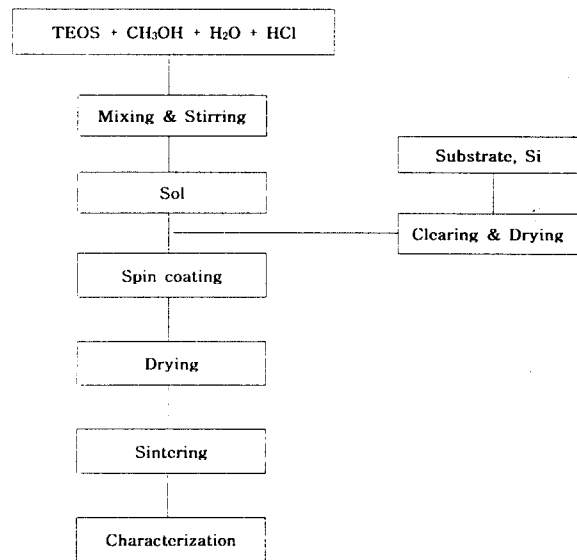 TEOS + CH₃OH + H₂O + HCl
Mixing & Stirring
Substrate, Si
Sol
Clearing & Drying
Spin coating
Drying
Sintering
Characterization